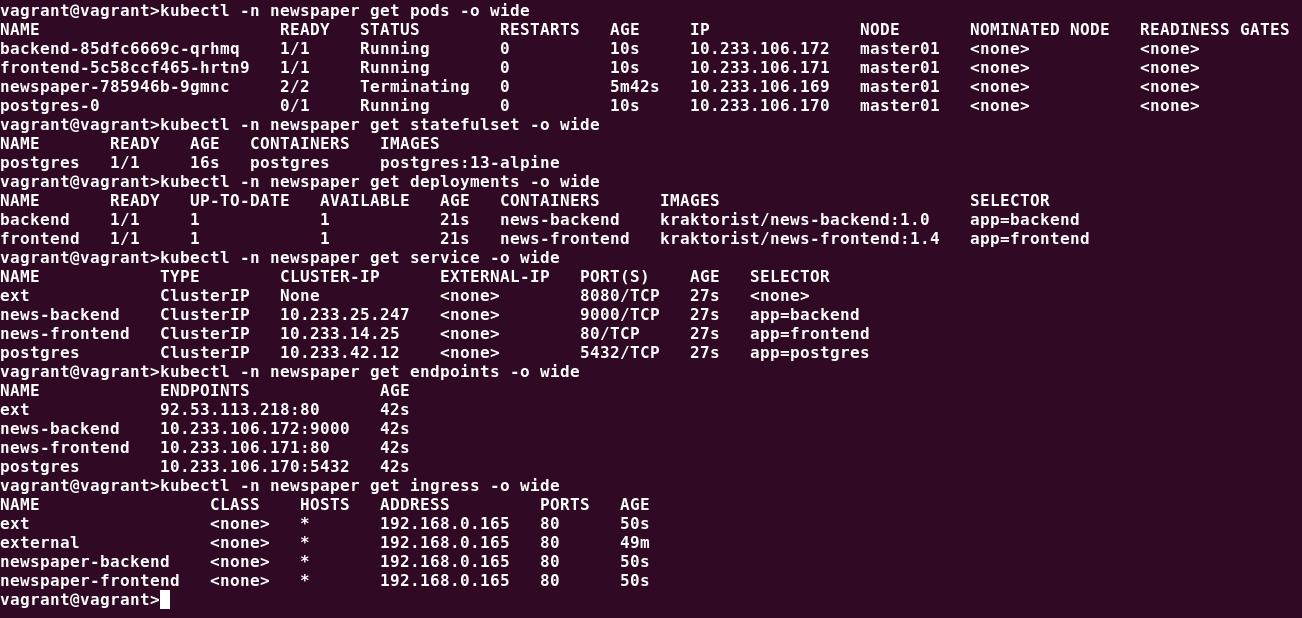 vagrant@vagrant>kubectl -n newspaper get pods -o wide
NAME                        READY   STATUS        RESTARTS   AGE     IP               NODE       NOMINATED NODE   READINESS GATES
backend-85dfc6669c-qrhmq    1/1     Running       0          10s     10.233.106.172   master01   <none>           <none>
frontend-5c58ccf465-hrtn9   1/1     Running       0          10s     10.233.106.171   master01   <none>           <none>
newspaper-785946b-9gmnc     2/2     Terminating   0          5m42s   10.233.106.169   master01   <none>           <none>
postgres-0                  0/1     Running       0          10s     10.233.106.170   master01   <none>           <none>
vagrant@vagrant>kubectl -n newspaper get statefulset -o wide
NAME       READY   AGE   CONTAINERS   IMAGES
postgres   1/1     16s   postgres     postgres:13-alpine
vagrant@vagrant>kubectl -n newspaper get deployments -o wide
NAME       READY   UP-TO-DATE   AVAILABLE   AGE   CONTAINERS      IMAGES                         SELECTOR
backend    1/1     1            1           21s   news-backend    kraktorist/news-backend:1.0    app=backend
frontend   1/1     1            1           21s   news-frontend   kraktorist/news-frontend:1.4   app=frontend
vagrant@vagrant>kubectl -n newspaper get service -o wide
NAME            TYPE        CLUSTER-IP      EXTERNAL-IP   PORT(S)    AGE   SELECTOR
ext             ClusterIP   None            <none>        8080/TCP   27s   <none>
news-backend    ClusterIP   10.233.25.247   <none>        9000/TCP   27s   app=backend
news-frontend   ClusterIP   10.233.14.25    <none>        80/TCP     27s   app=frontend
postgres        ClusterIP   10.233.42.12    <none>        5432/TCP   27s   app=postgres
vagrant@vagrant>kubectl -n newspaper get endpoints -o wide
NAME            ENDPOINTS             AGE
ext             92.53.113.218:80      42s
news-backend    10.233.106.172:9000   42s
news-frontend   10.233.106.171:80     42s
postgres        10.233.106.170:5432   42s
vagrant@vagrant>kubectl -n newspaper get ingress -o wide
NAME                 CLASS    HOSTS   ADDRESS         PORTS   AGE
ext                  <none>   *       192.168.0.165   80      50s
external             <none>   *       192.168.0.165   80      49m
newspaper-backend    <none>   *       192.168.0.165   80      50s
newspaper-frontend   <none>   *       192.168.0.165   80      50s
vagrant@vagrant>